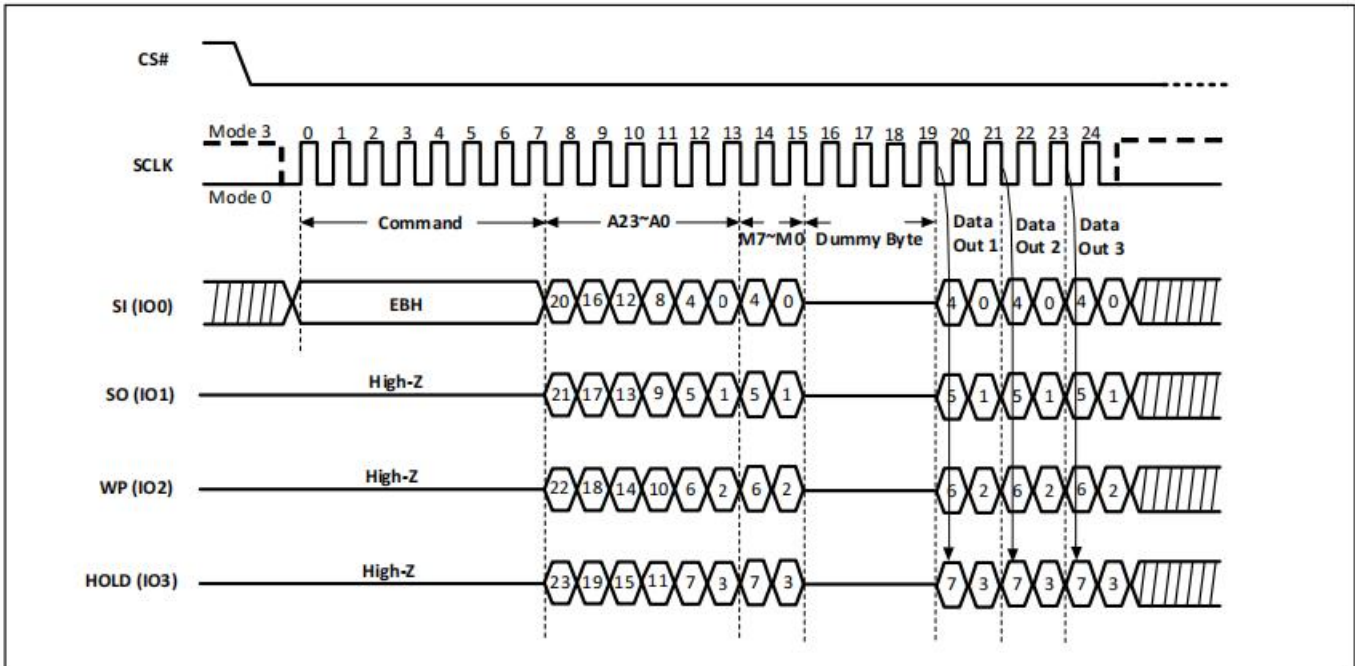 CS#
Mode 3
0 1 2 3 4 5 6 7 8 9 10 11 12 13 14 15 16 17 18 19 20 21 22 23 24
SCLK
Mode 0
Command A23~A0 M7~M0 Dummy Byte Data Out 1 Data Out 2 Data Out 3
SI (IO0) EBH 20 16 12 8 4 0 4 0 4 0 4 0 4 0
SO (IO1) High-Z 21 17 13 9 5 1 5 1 5 1 5 1 5 1
WP (IO2) High-Z 22 18 14 10 6 2 6 2 6 2 6 2 6 2
HOLD (IO3) High-Z 23 19 15 11 7 3 7 3 7 3 7 3 7 3